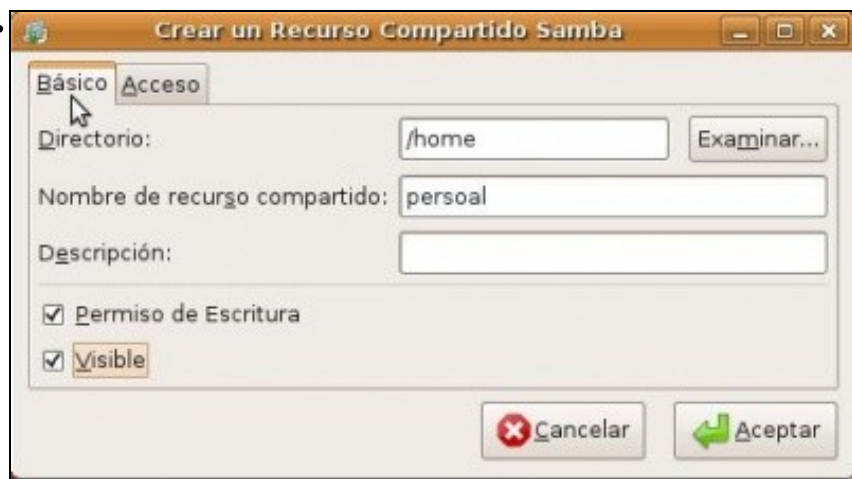 Crear un Recurso Compartido Samba
Básico Acceso
Directorio: /home Examinar...
Nombre de recurso compartido: persoal
Descripción:
Permiso de Escritura
Visible
Cancelar Aceptar